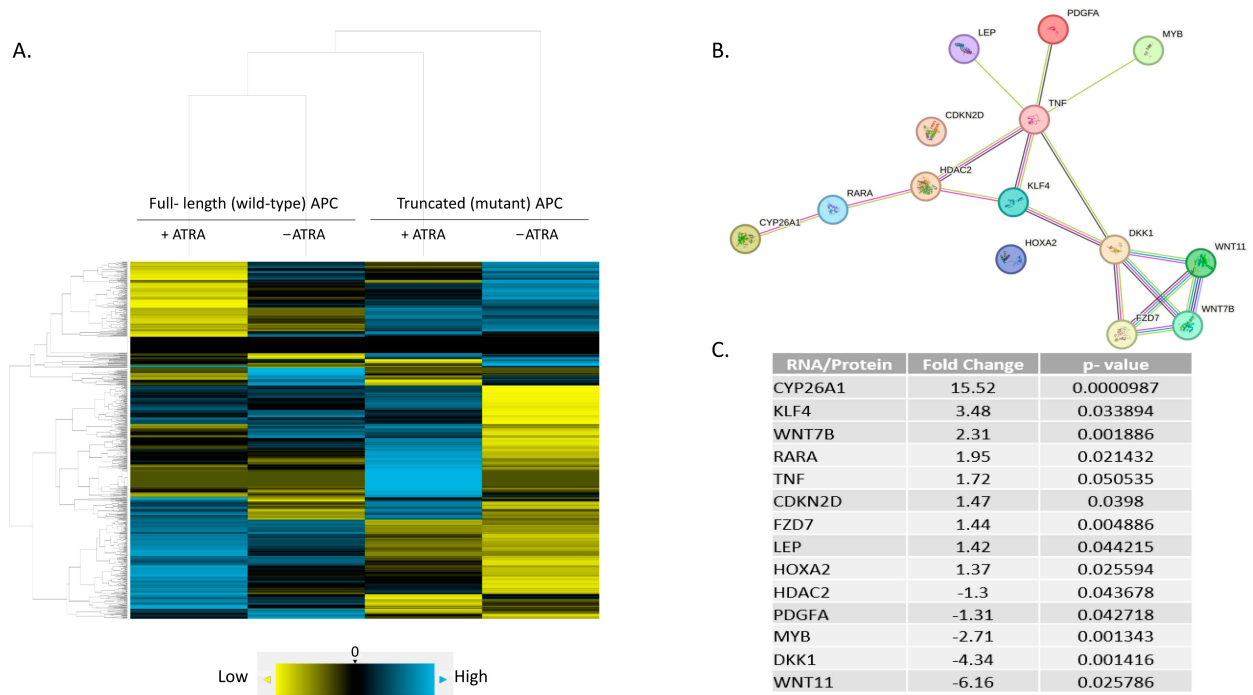 A.
Full- length (wild-type) APC
Truncated (mutant) APC
+ ATRA
−ATRA
+ ATRA
−ATRA
0
Low
High
B.
PDGFA
LEP
MYB
TNF
CDKN2D
HDAC2
KLF4
RARA
CYP26A1
DKK1
HOXA2
WNT11
WNT7B
FZD7
C.
RNA/Protein Fold Change p- value
CYP26A1 15.52 0.0000987
KLF4 3.48 0.033894
WNT7B 2.31 0.001886
RARA 1.95 0.021432
TNF 1.72 0.050535
CDKN2D 1.47 0.0398
FZD7 1.44 0.004886
LEP 1.42 0.044215
HOXA2 1.37 0.025594
HDAC2 -1.3 0.043678
PDGFA -1.31 0.042718
MYB -2.71 0.001343
DKK1 -4.34 0.001416
WNT11 -6.16 0.025786